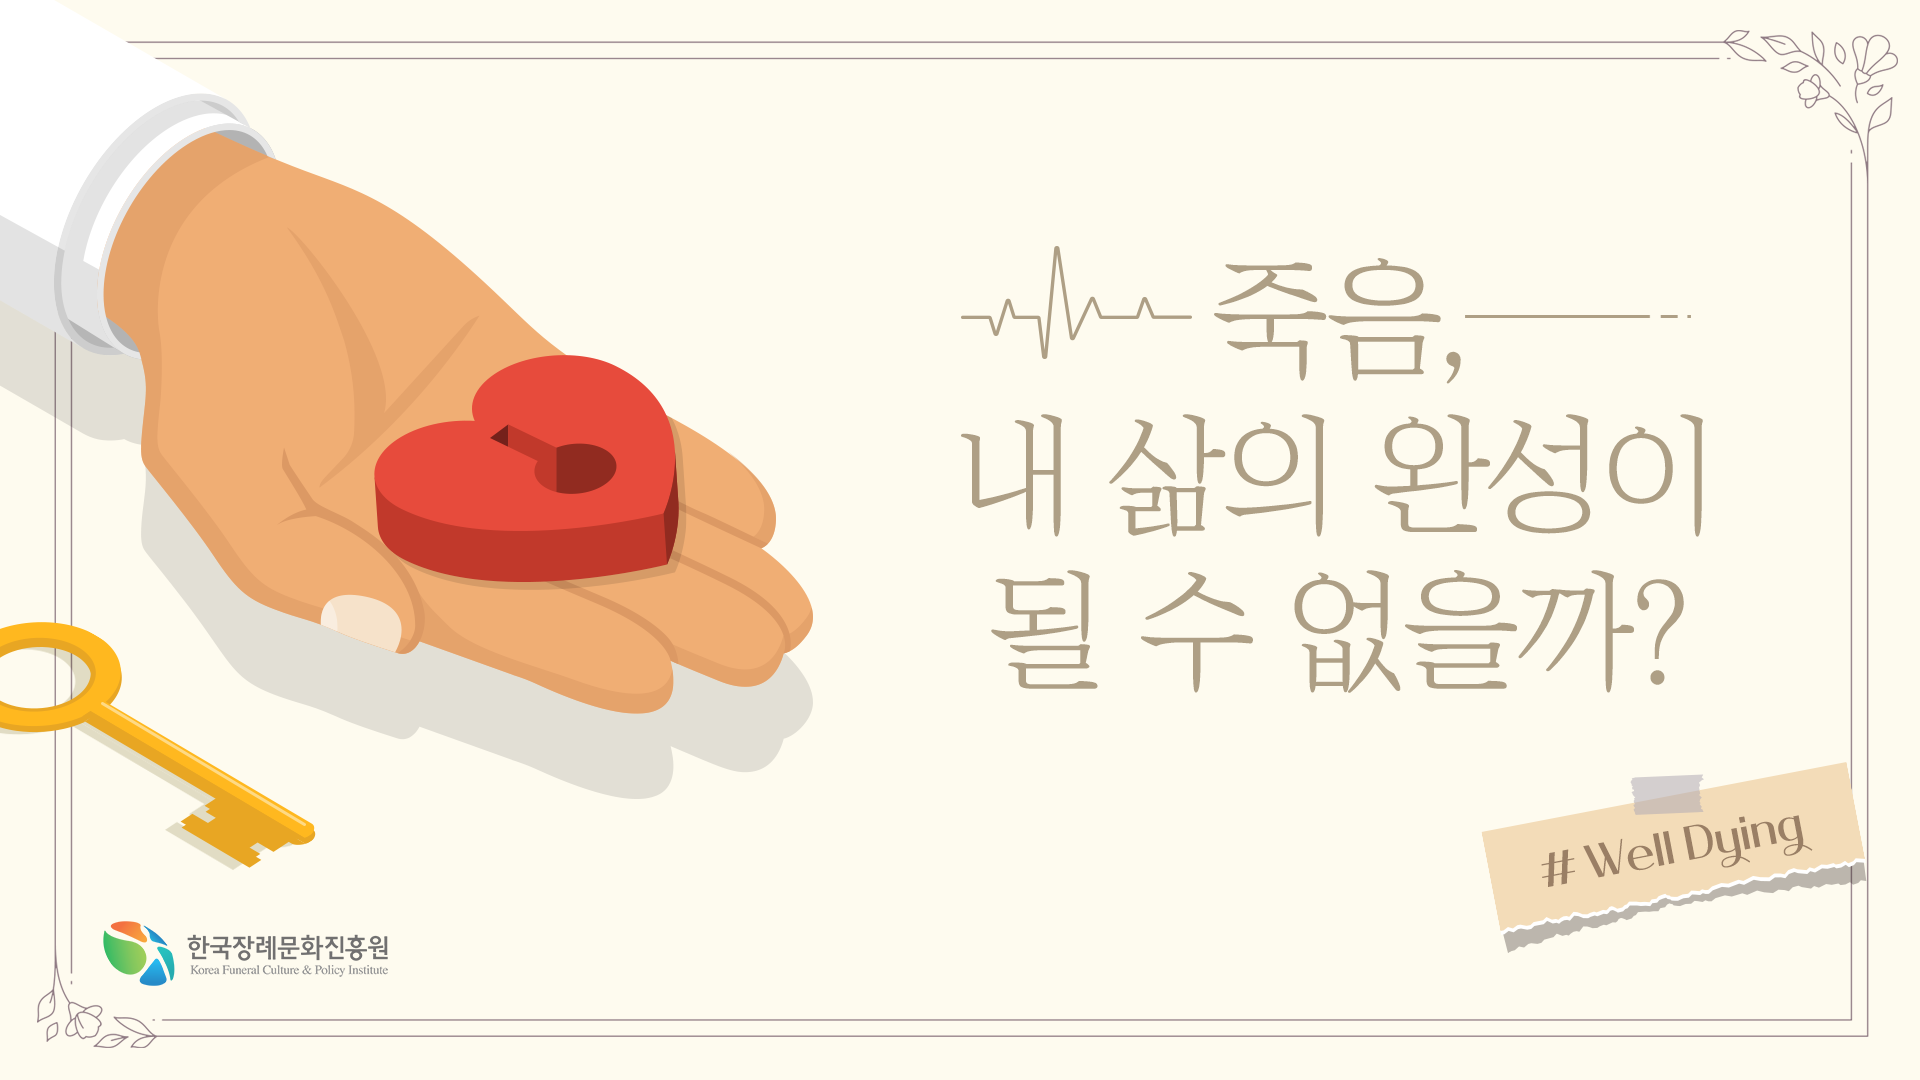 죽음,
내 삶의 완성이
될 수 없을까?
# Well Dying
한국장례문화진흥원
Korea Funeral Culture & Policy Institute